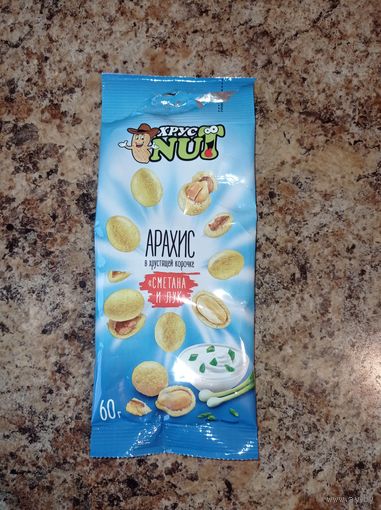 ХРУС
NUT
АРАХИС
в хрустящей корочке
«СМЕТАНА
И ЛУК»
60г